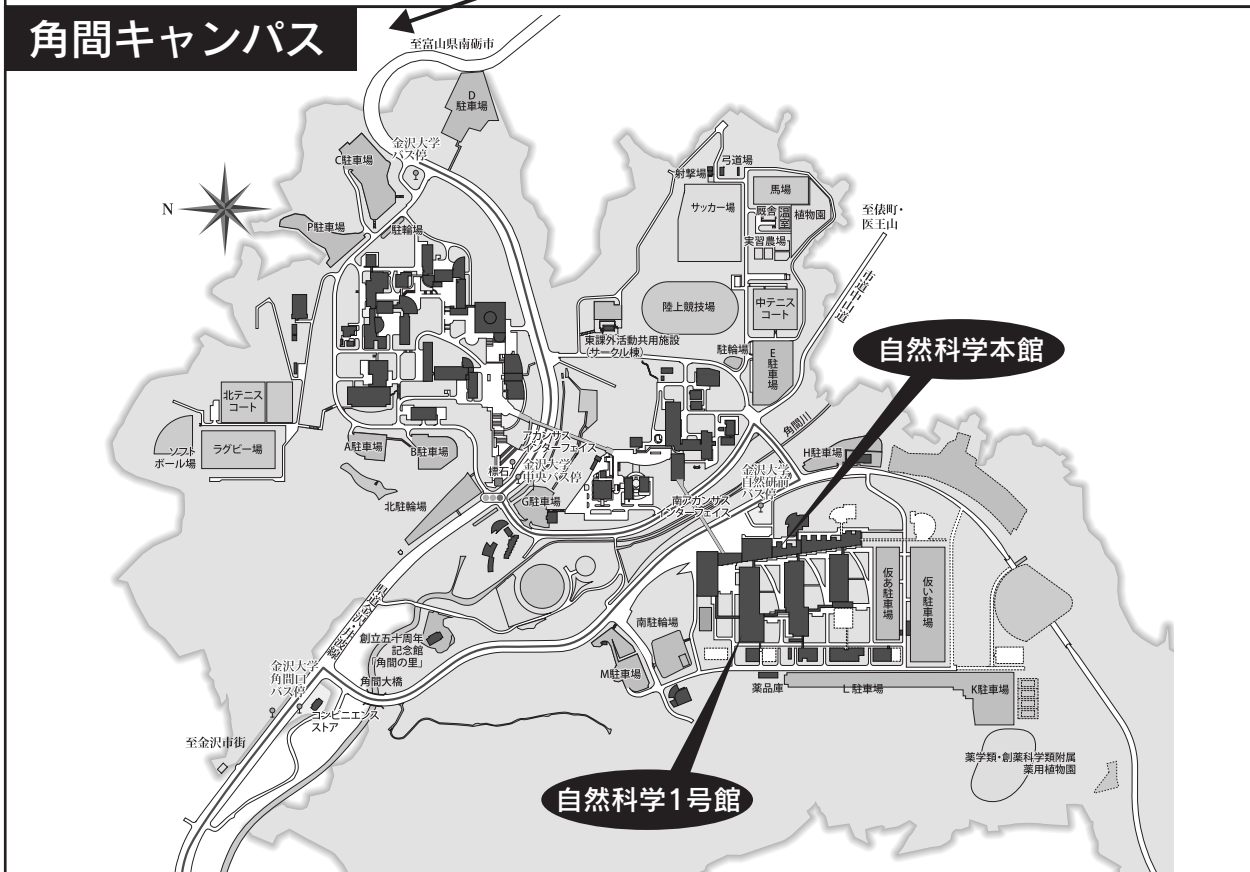 角間キャンパス
至富山県南砺市
D
駐車場
金沢大学
バス停
C駐車場
P駐車場
駐輪場
N
弓道場
射撃場
馬場
サッカー場
厩舎
温室
植物園
実習農場
至俵町・
医王山
市道中山道
陸上競技場
中テニス
コート
東課外活動共用施設
(サークル棟)
駐輪場
E駐車場
自然科学本館
北テニス
コート
ソフト
ボール場
ラグビー場
A駐車場
B駐車場
アカンサス
インターフェイス
標石
金沢大学
中央バス停
G駐車場
北駐輪場
角間川
金沢大学
自然研前
バス停
H駐車場
南アカンサス
インターフェイス
仮あ駐車場
仮い駐車場
南駐輪場
M駐車場
創立五十周年
記念館
「角間の里」
角間大橋
金沢大学
角間口
バス停
コンビニエンス
ストア
至金沢市街
薬品庫
L駐車場
K駐車場
薬学類・創薬科学類附属
薬用植物園
自然科学1号館